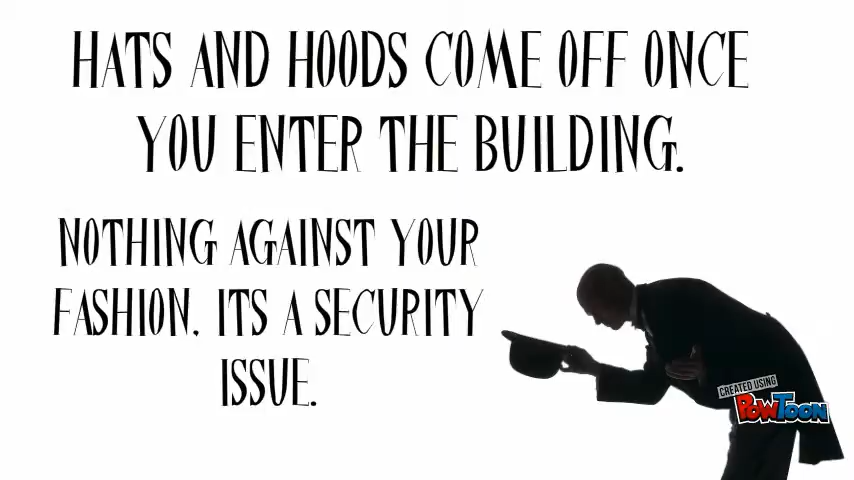 HATS AND HOODS COME OFF ONCE
YOU ENTER THE BUILDING.
NOTHING AGAINST YOUR
FASHION. ITS A SECURITY
ISSUE.
CREATED USING
POWTOON